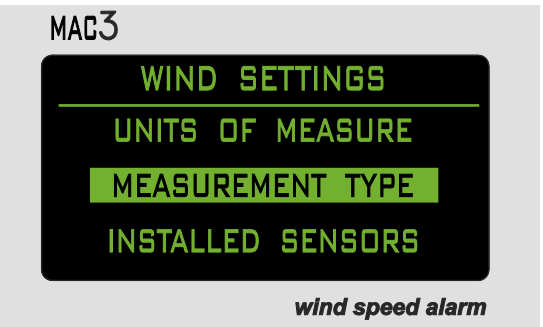 MAC3
WIND SETTINGS
UNITS OF MEASURE
MEASUREMENT TYPE
INSTALLED SENSORS
wind speed alarm